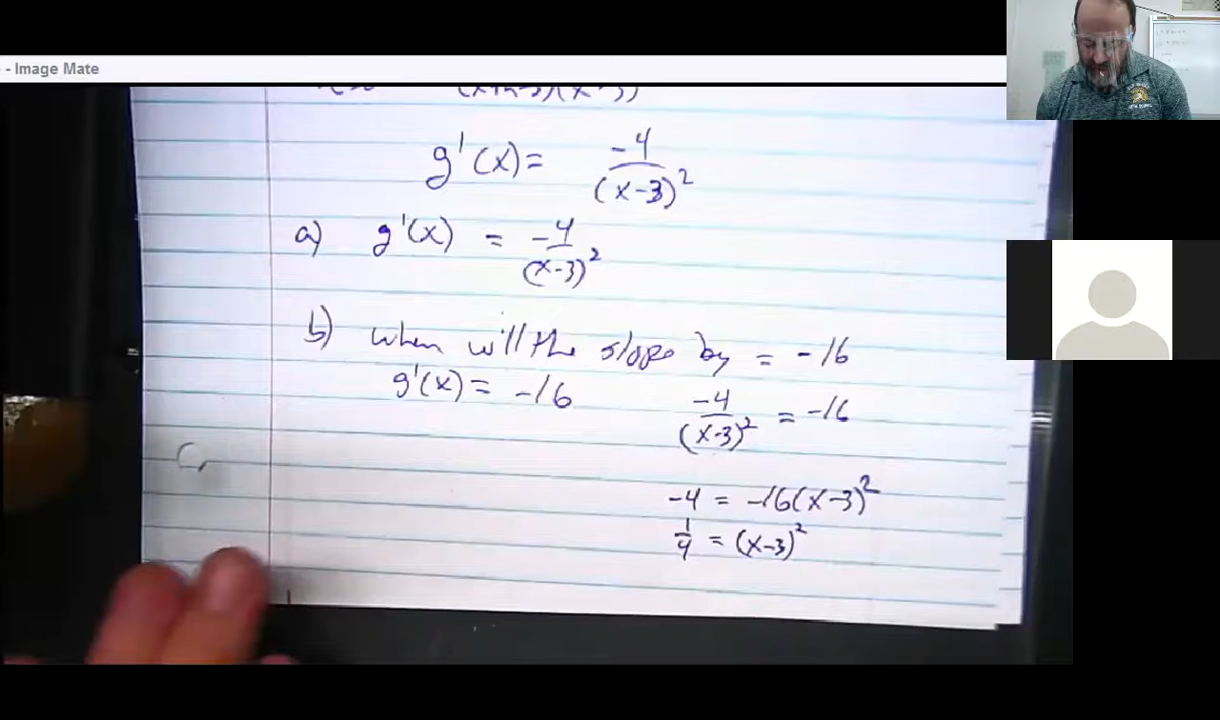 - Image Mate
g'(x) = -4/(x-3)²
a) g'(x) = -4/(x-3)²
b) when will the slope by = -16
g'(x) = -16 -4/(x-3)² = -16
-4 = -16(x-3)²
1/4 = (x-3)²